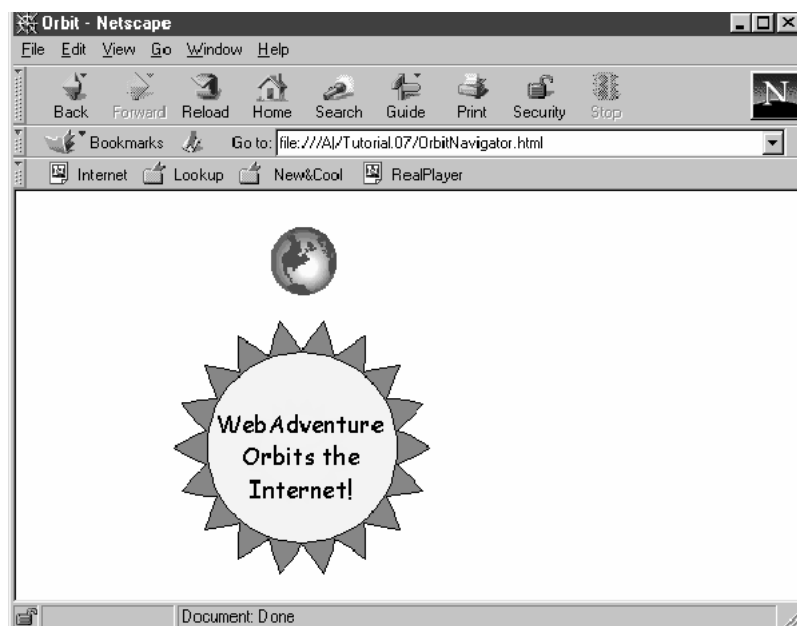 Orbit - Netscape
File Edit View Go Window Help
Back Forward Reload Home Search Guide Print Security Stop
N
Bookmarks Go to: file:///A|/Tutorial.07/OrbitNavigator.html
Internet Lookup New&Cool RealPlayer
WebAdventure
Orbits the
Internet!
Document: Done